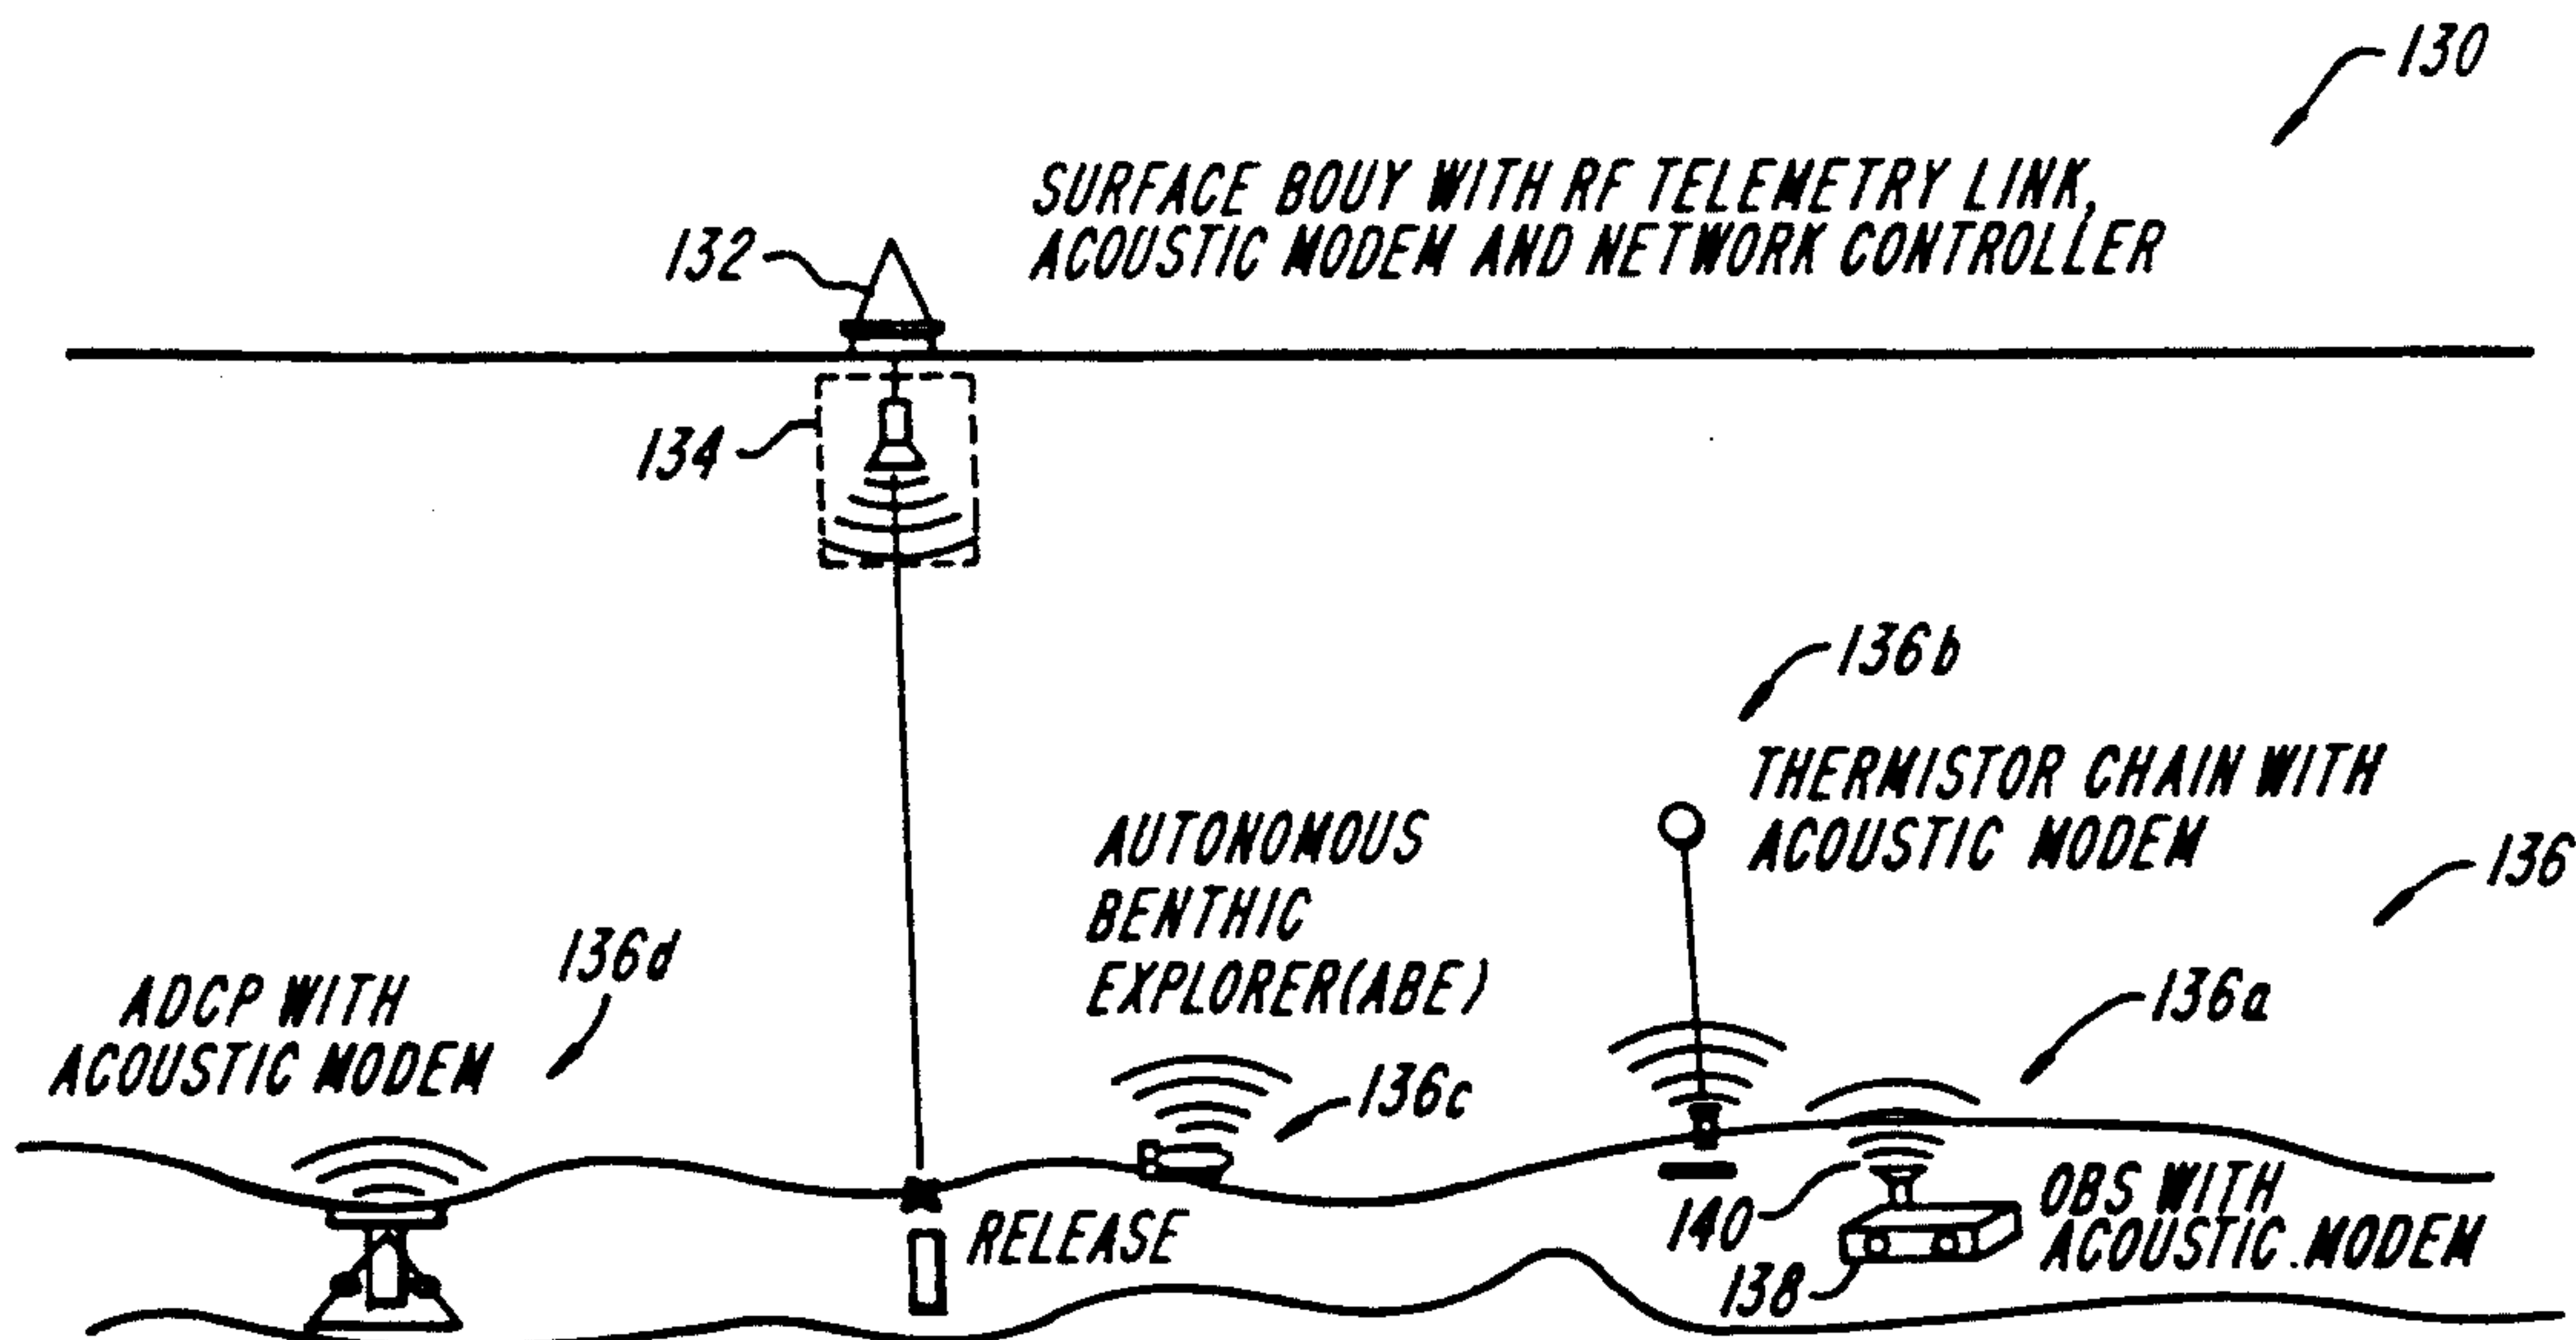 130
SURFACE BOUY WITH RF TELEMETRY LINK,
ACOUSTIC MODEM AND NETWORK CONTROLLER
132
134
136b
THERMISTOR CHAIN WITH
ACOUSTIC MODEM
136
AUTONOMOUS
BENTHIC
EXPLORER(ABE)
136d
ADCP WITH
ACOUSTIC MODEM
136c
136a
140
138
OBS WITH
ACOUSTIC.MODEM
RELEASE